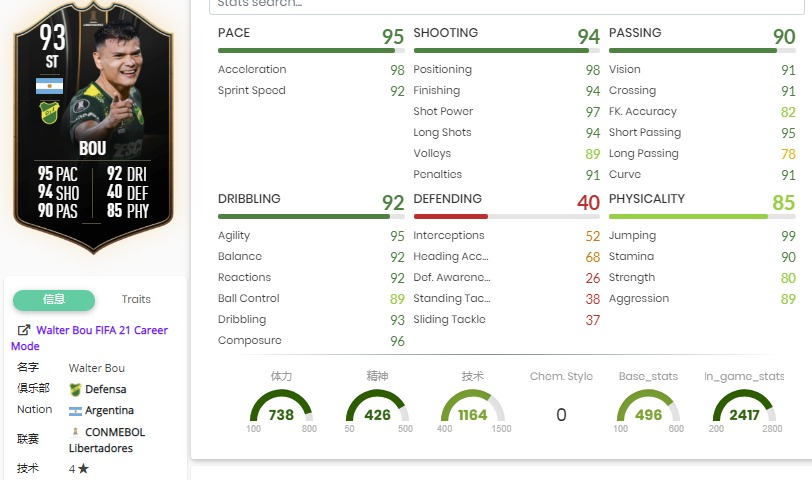 Stats search...
93
ST
BOU
95 PAC 92 DRI
94 SHO 40 DEF
90 PAS 85 PHY
信息 Traits
Walter Bou FIFA 21 Career
Mode
名字 Walter Bou
俱乐部 Defensa
Nation Argentina
联赛 CONMEBOL
Libertadores
技术 4 ★
PACE 95
Acceleration 98
Sprint Speed 92
SHOOTING 94
Positioning 98
Finishing 94
Shot Power 97
Long Shots 94
Volleys 89
Penalties 91
PASSING 90
Vision 91
Crossing 91
FK. Accuracy 82
Short Passing 95
Long Passing 78
Curve 91
DRIBBLING 92
Agility 95
Balance 92
Reactions 92
Ball Control 89
Dribbling 93
Composure 96
DEFENDING 40
Interceptions 52
Heading Acc... 68
Def. Awarene... 26
Standing Tac... 38
Sliding Tackle 37
PHYSICALITY 85
Jumping 99
Stamina 90
Strength 80
Aggression 89
体力
738
100 800
精神
426
50 500
技术
1164
400 1500
Chem. Style
0
Base_stats
496
100 600
In_game_stats
2417
200 2800